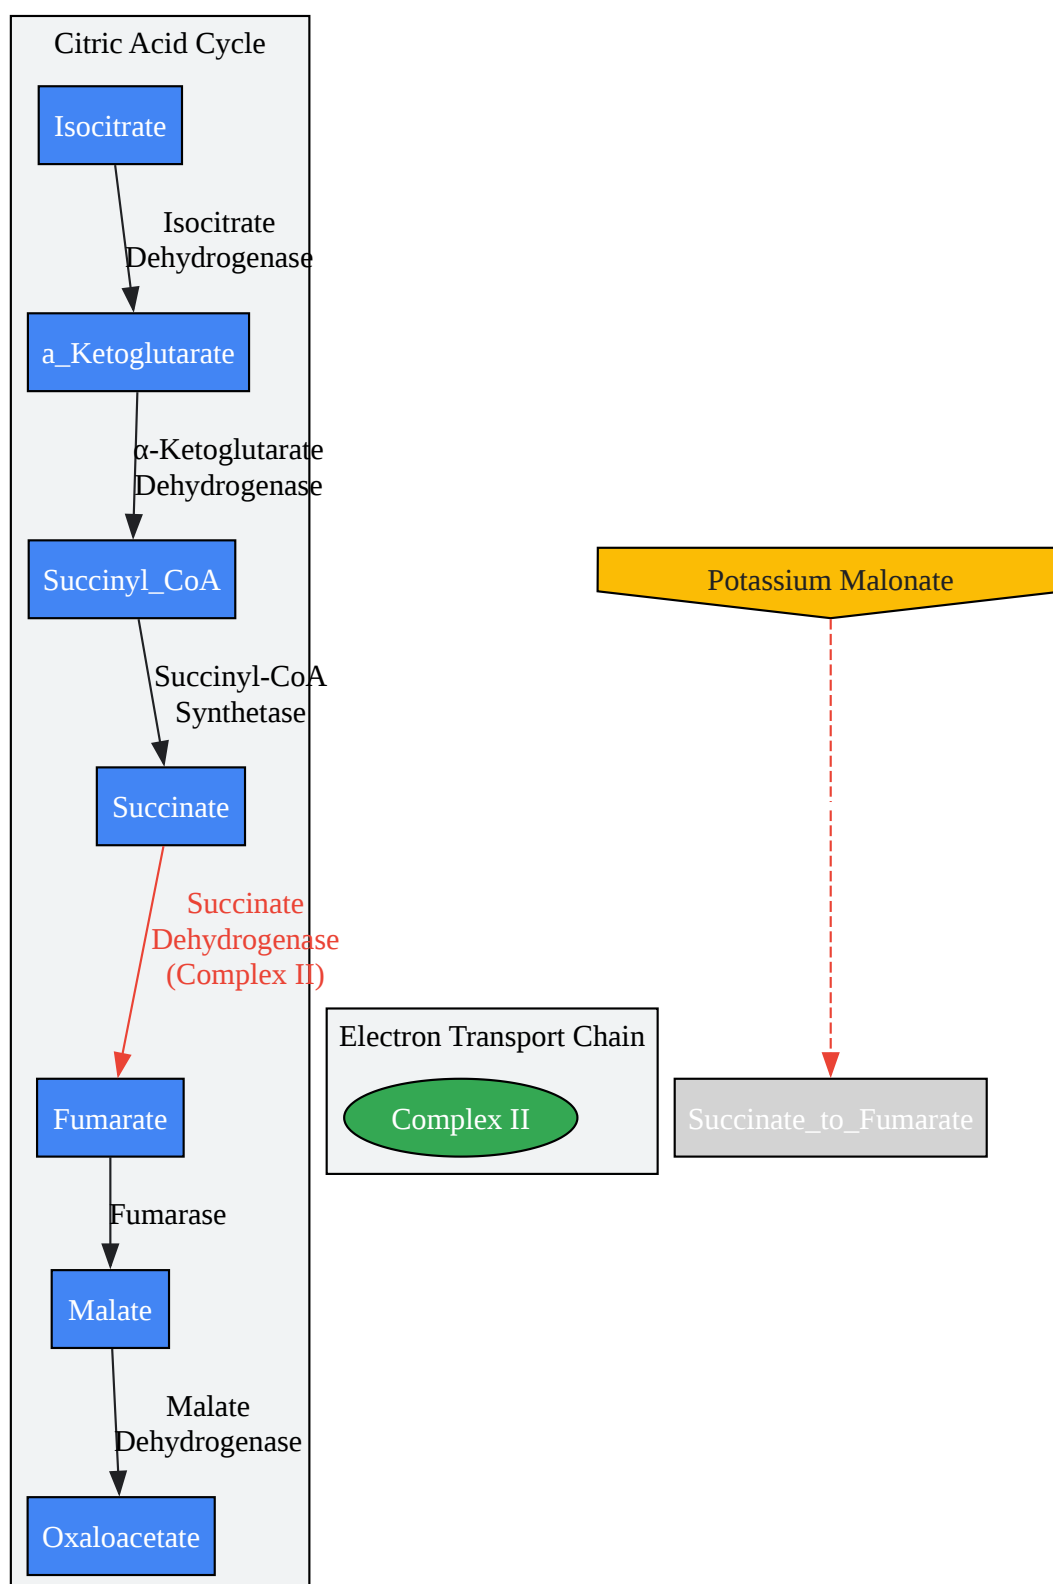 Citric Acid Cycle
Isocitrate
Isocitrate
Dehydrogenase
a_Ketoglutarate
α-Ketoglutarate
Dehydrogenase
Succinyl_CoA
Potassium Malonate
Succinyl-CoA
Synthetase
Succinate
Succinate
Dehydrogenase
(Complex II)
Electron Transport Chain
Fumarate
Complex II
Succinate_to_Fumarate
Fumarase
Malate
Malate
Dehydrogenase
Oxaloacetate